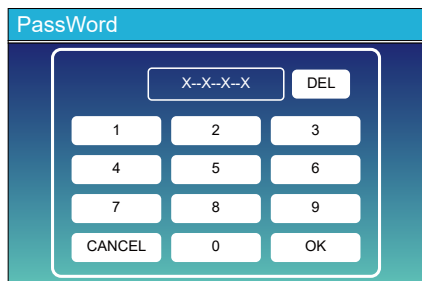 PassWord
X--X--X--X DEL
1 2 3
4 5 6
7 8 9
CANCEL 0 OK